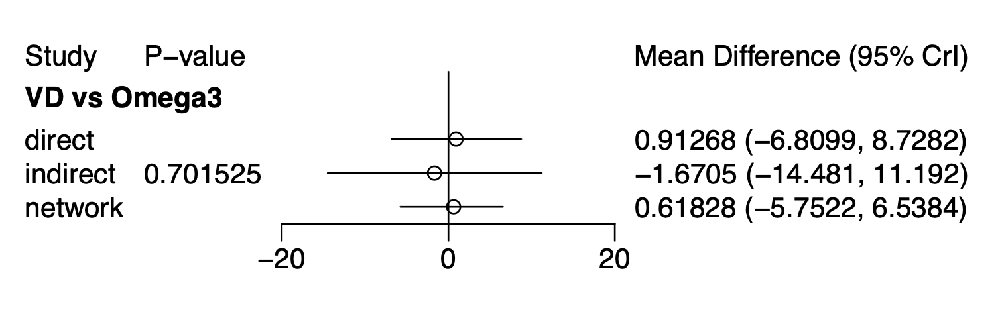 Study P−value Mean Difference (95% CrI)
VD vs Omega3
direct 0.91268 (−6.8099, 8.7282)
indirect 0.701525 −1.6705 (−14.481, 11.192)
network 0.61828 (−5.7522, 6.5384)
−20 0 20